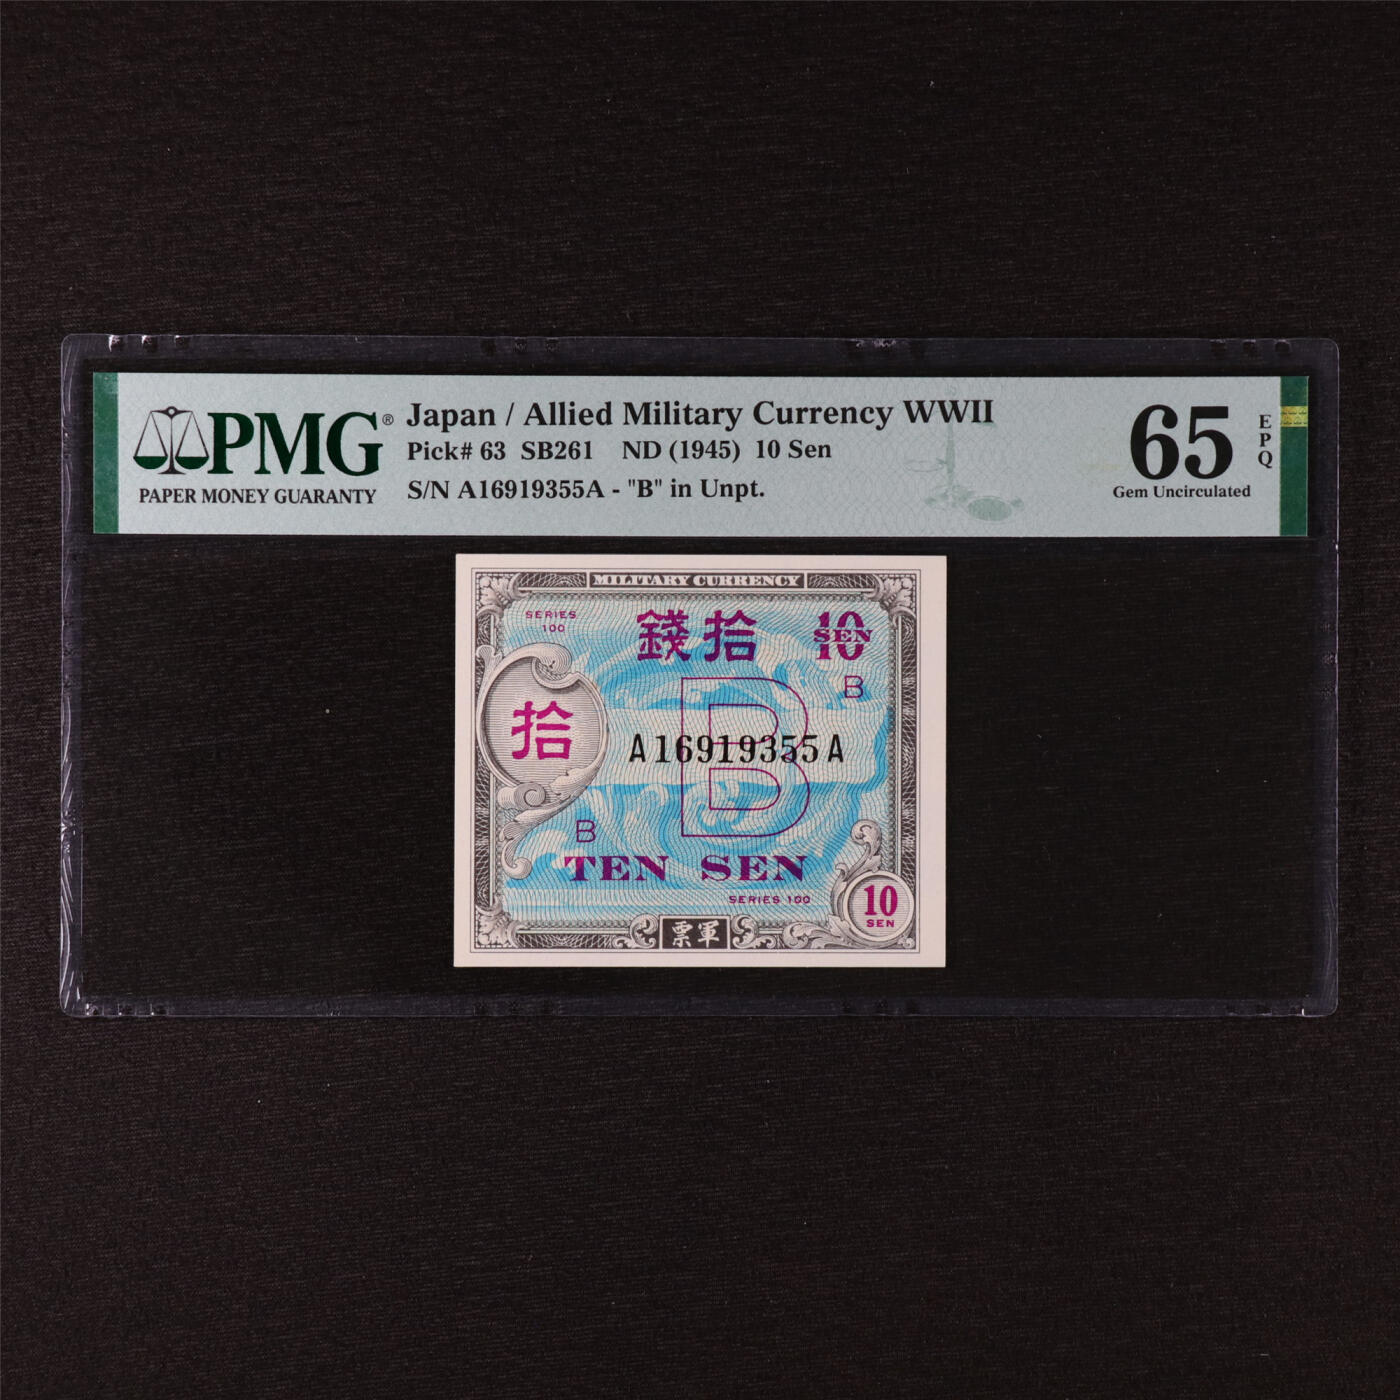 PMG®
PAPER MONEY GUARANTY
Japan / Allied Military Currency WWII
Pick# 63 SB261 ND (1945) 10 Sen
S/N A16919355A - "B" in Unpt.
65
EPQ
Gem Uncirculated
MILITARY CURRENCY
SERIES
100
錢拾
10
SEN
B
拾
A16919355A
B
B
TEN SEN
SERIES 100
10
SEN
票軍